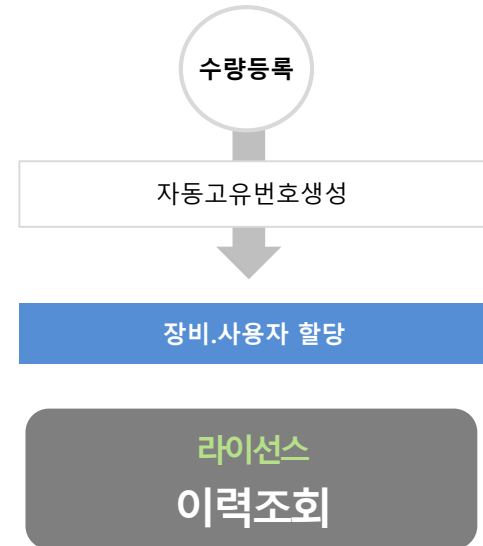 수량등록
자동고유번호생성
장비.사용자 할당
라이선스
이력조회